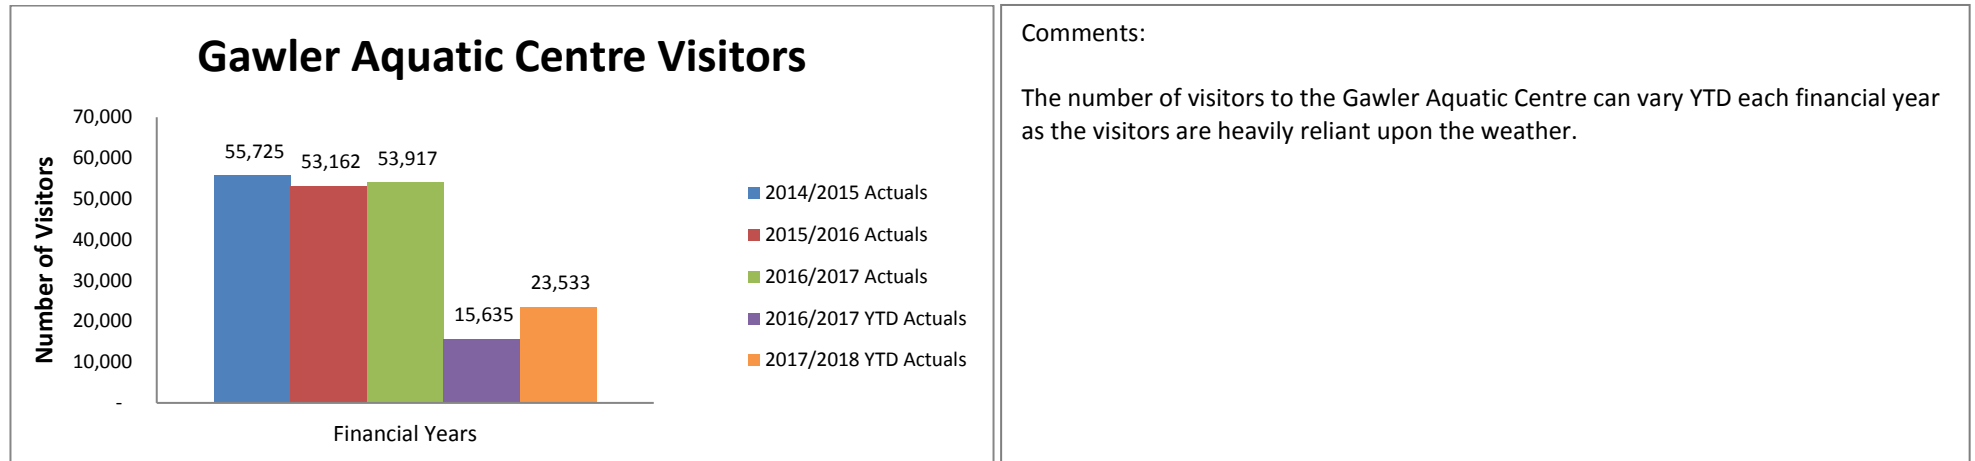 Gawler Aquatic Centre Visitors
Number of Visitors
70,000
60,000
50,000
40,000
30,000
20,000
10,000
-
55,725
53,162
53,917
15,635
23,533
Financial Years
2014/2015 Actuals
2015/2016 Actuals
2016/2017 Actuals
2016/2017 YTD Actuals
2017/2018 YTD Actuals
Comments:
The number of visitors to the Gawler Aquatic Centre can vary YTD each financial year
as the visitors are heavily reliant upon the weather.